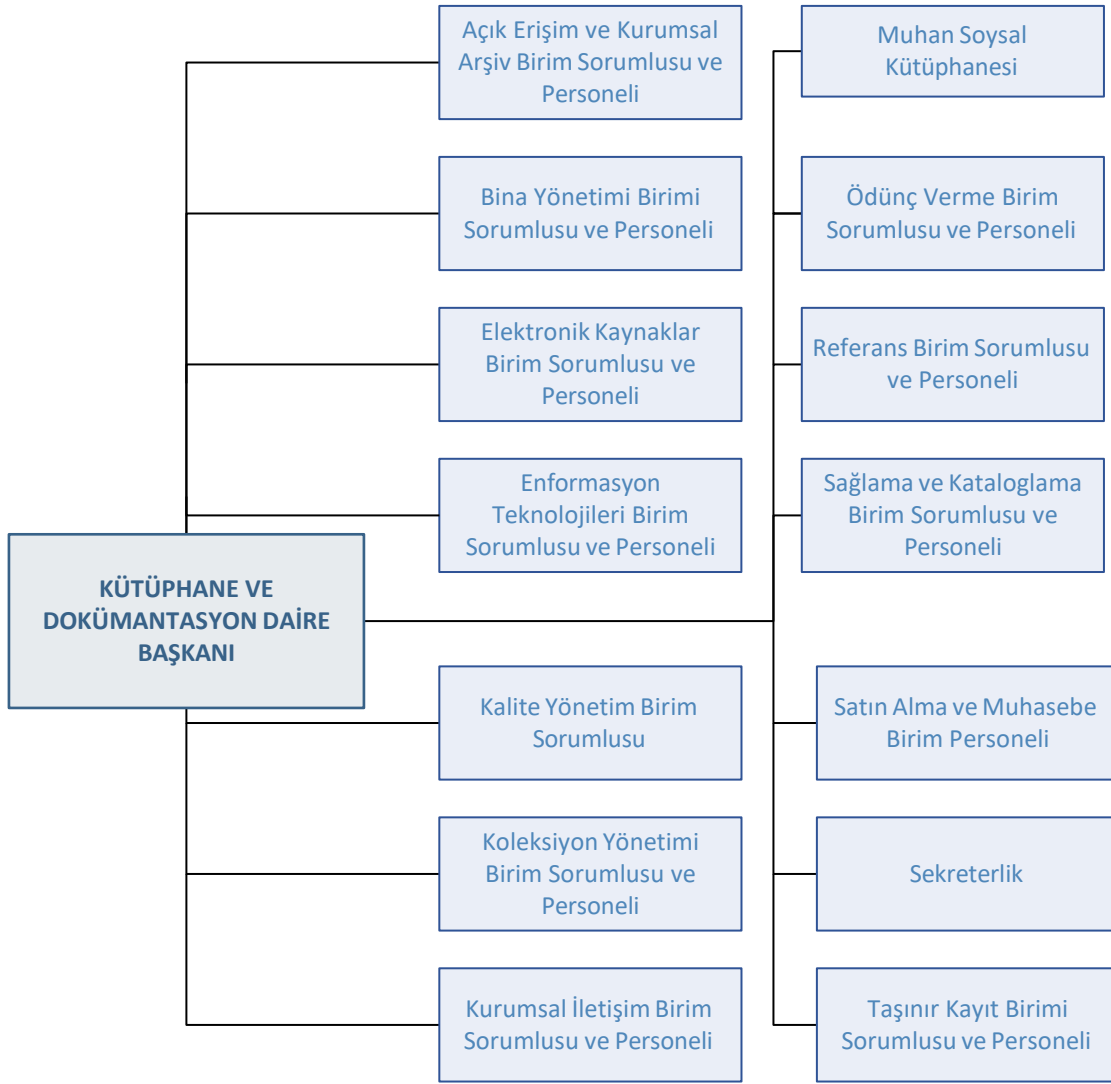 Açık Erişim ve Kurumsal
Arşiv Birim Sorumlusu ve
Personeli
Muhan Soysal
Kütüphanesi
Bina Yönetimi Birimi
Sorumlusu ve Personeli
Ödünç Verme Birim
Sorumlusu ve Personeli
Elektronik Kaynaklar
Birim Sorumlusu ve
Personeli
Referans Birim Sorumlusu
ve Personeli
Enformasyon
Teknolojileri Birim
Sorumlusu ve Personeli
Sağlama ve Kataloglama
Birim Sorumlusu ve
Personeli
KÜTÜPHANE VE
DOKÜMANTASYON DAİRE
BAŞKANI
Kalite Yönetim Birim
Sorumlusu
Satın Alma ve Muhasebe
Birim Personeli
Koleksiyon Yönetimi
Birim Sorumlusu ve
Personeli
Sekreterlik
Kurumsal İletişim Birim
Sorumlusu ve Personeli
Taşınır Kayıt Birimi
Sorumlusu ve Personeli